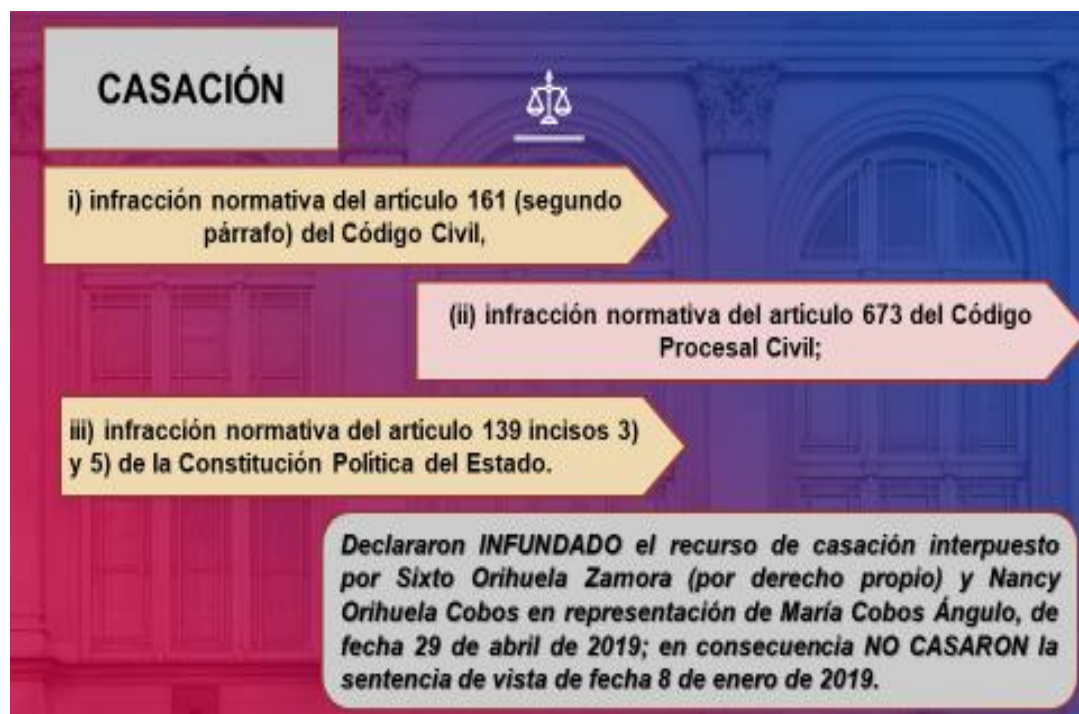 CASACIÓN
i) infracción normativa del artículo 161 (segundo
párrafo) del Código Civil,
(ii) infracción normativa del artículo 673 del Código
Procesal Civil;
iii) infracción normativa del artículo 139 incisos 3)
y 5) de la Constitución Política del Estado.
Declararon INFUNDADO el recurso de casación interpuesto
por Sixto Orihuela Zamora (por derecho propio) y Nancy
Orihuela Cobos en representación de María Cobos Ángulo, de
fecha 29 de abril de 2019; en consecuencia NO CASARON la
sentencia de vista de fecha 8 de enero de 2019.